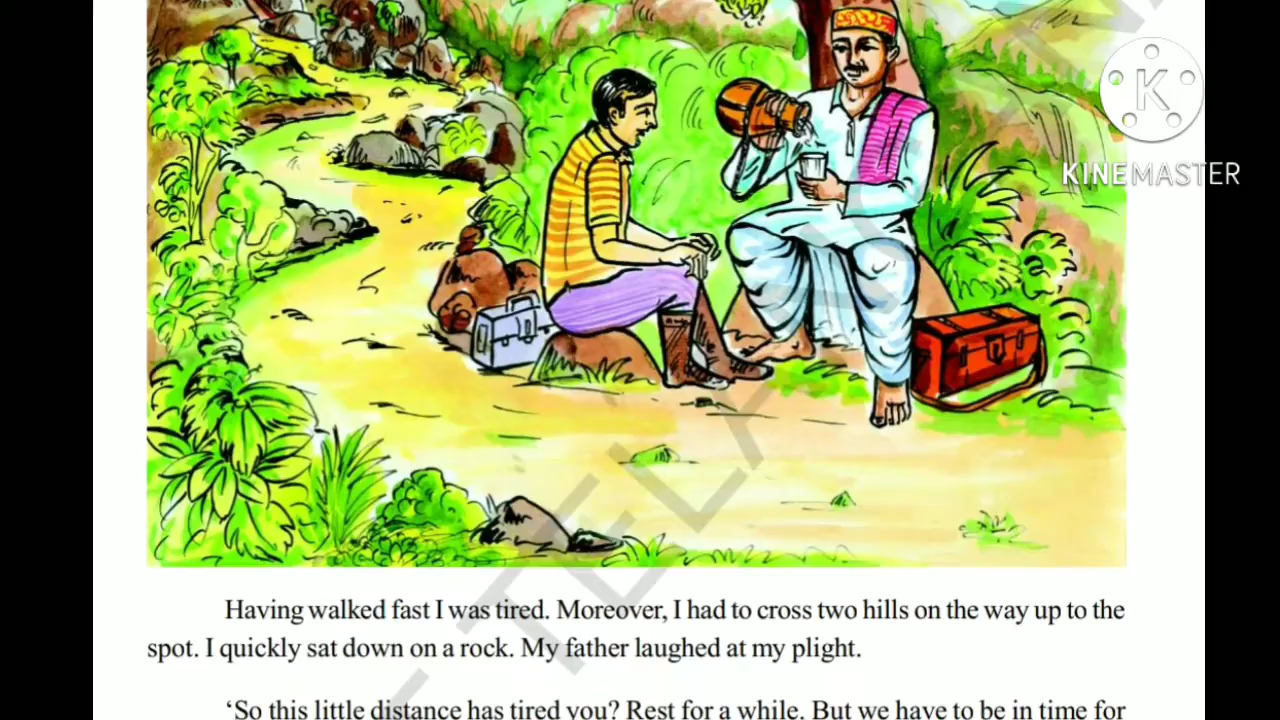 K
KINEMASTER
TELANGANA
Having walked fast I was tired. Moreover, I had to cross two hills on the way up to the
spot. I quickly sat down on a rock. My father laughed at my plight.
‘So this little distance has tired you? Rest for a while. But we have to be in time for